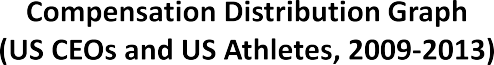 Compensation Distribution Graph
(US CEOs and US Athletes, 2009-2013)